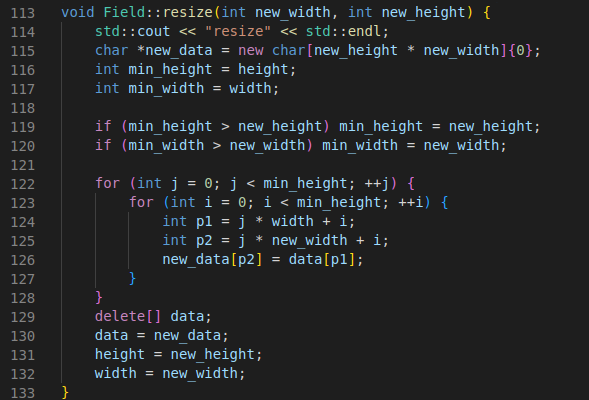 113 void Field::resize(int new_width, int new_height) {
114     std::cout << "resize" << std::endl;
115     char *new_data = new char[new_height * new_width]{0};
116     int min_height = height;
117     int min_width = width;
118
119     if (min_height > new_height) min_height = new_height;
120     if (min_width > new_width) min_width = new_width;
121
122     for (int j = 0; j < min_height; ++j) {
123         for (int i = 0; i < min_height; ++i) {
124             int p1 = j * width + i;
125             int p2 = j * new_width + i;
126             new_data[p2] = data[p1];
127         }
128     }
129     delete[] data;
130     data = new_data;
131     height = new_height;
132     width = new_width;
133 }